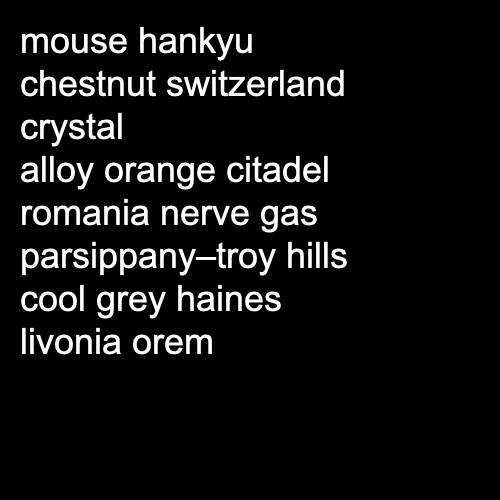 mouse hankyu
chestnut switzerland
crystal
alloy orange citadel
romania nerve gas
parsippany–troy hills
cool grey haines
livonia orem